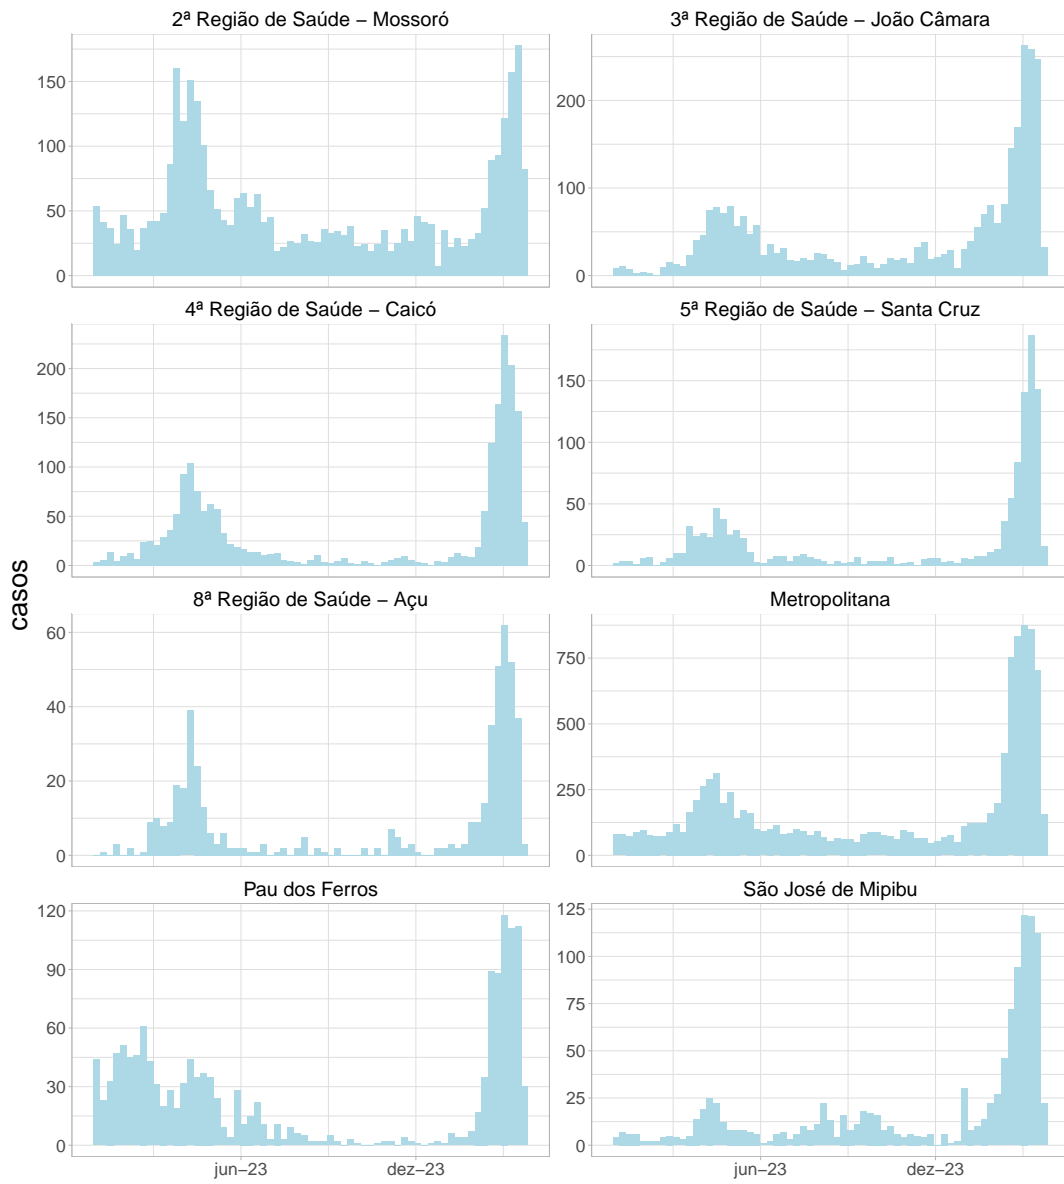 2ª Região de Saúde – Mossoró
3ª Região de Saúde – João Câmara
150
100
50
0
200
100
0
4ª Região de Saúde – Caicó
5ª Região de Saúde – Santa Cruz
200
150
100
50
0
150
100
50
0
casos
8ª Região de Saúde – Açu
Metropolitana
60
40
20
0
750
500
250
0
Pau dos Ferros
São José de Mipibu
120
90
60
30
0
125
100
75
50
25
0
jun–23
dez–23
jun–23
dez–23